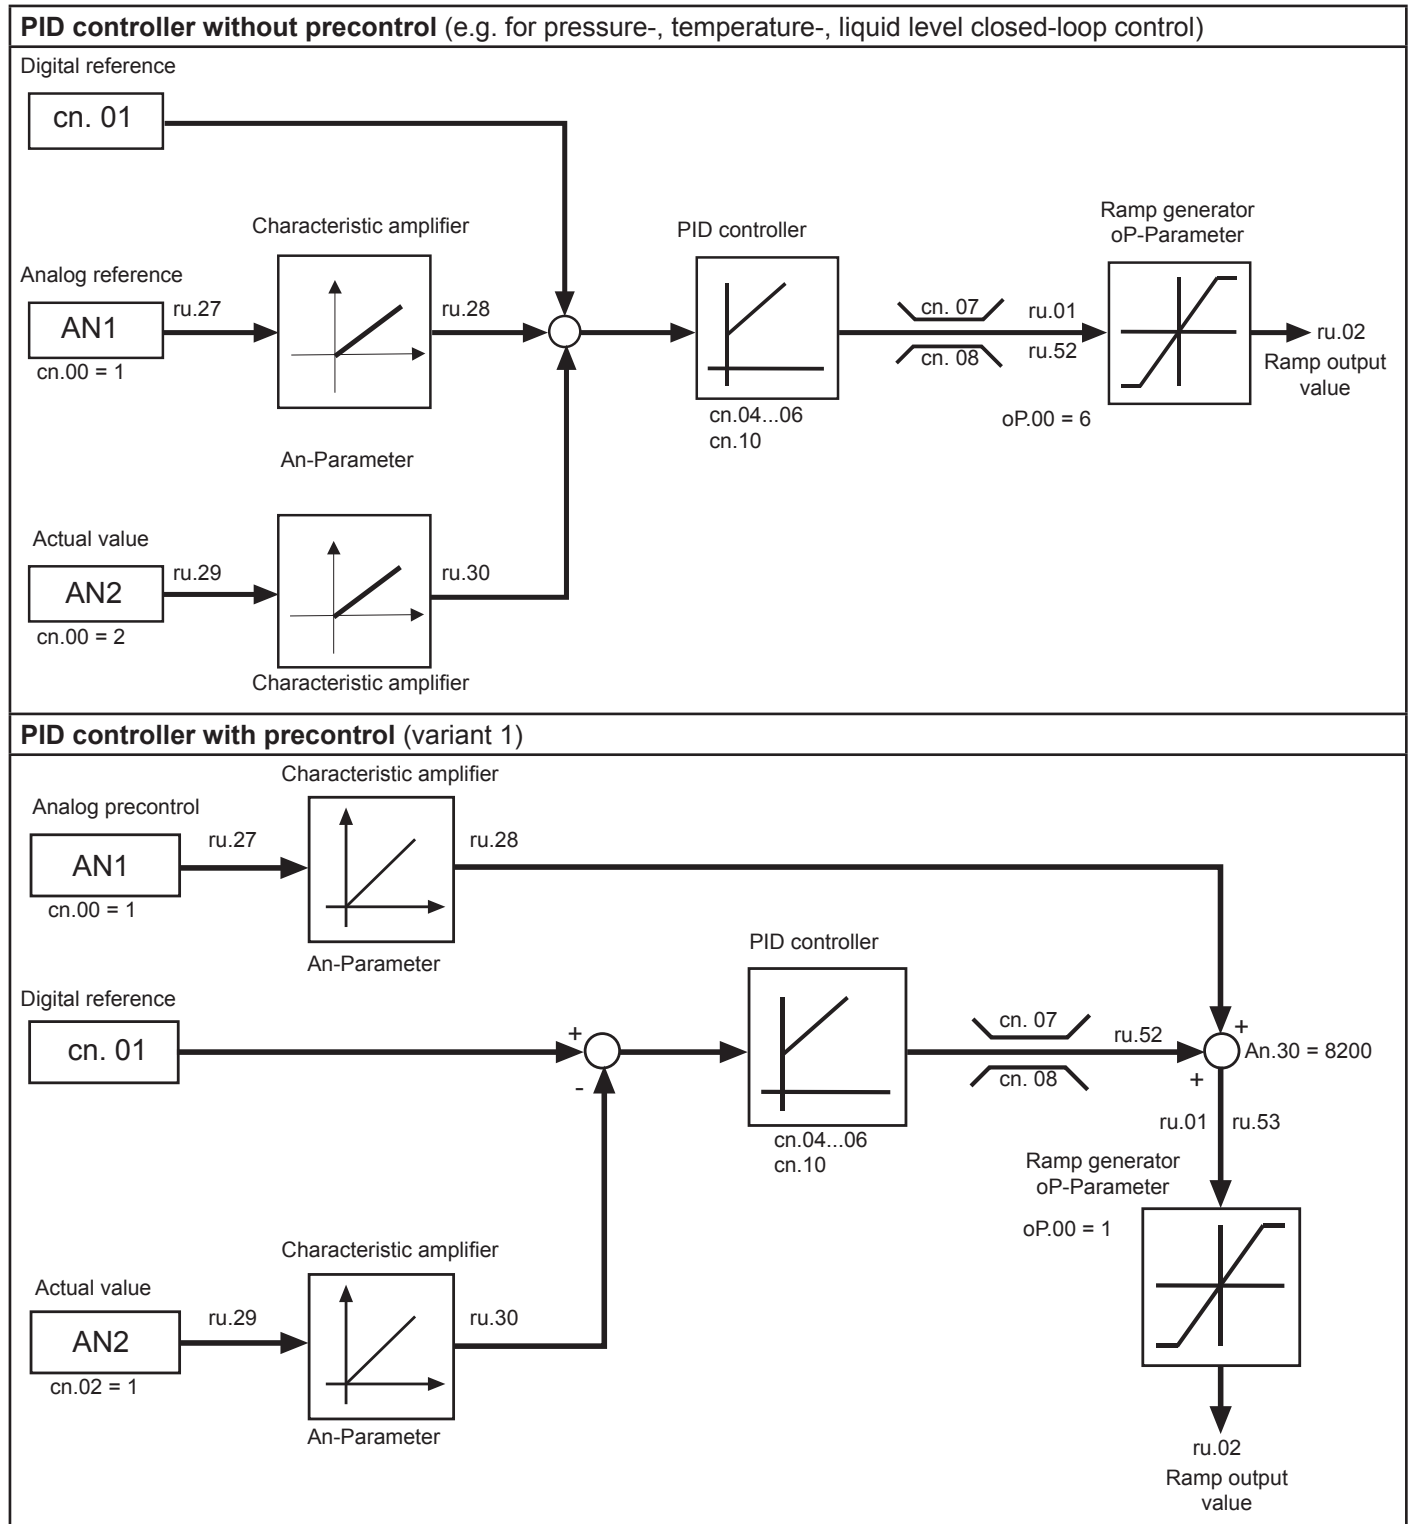 PID controller without precontrol (e.g. for pressure-, temperature-, liquid level closed-loop control)
Digital reference
cn. 01
Characteristic amplifier
PID controller
Ramp generator
oP-Parameter
Analog reference
AN1
cn.00 = 1
ru.27
ru.28
cn. 07
cn. 08
ru.01
ru.52
ru.02
Ramp output
value
cn.04...06
cn.10
oP.00 = 6
An-Parameter
Actual value
AN2
cn.00 = 2
ru.29
ru.30
Characteristic amplifier
PID controller with precontrol (variant 1)
Characteristic amplifier
Analog precontrol
AN1
cn.00 = 1
ru.27
ru.28
An-Parameter
PID controller
Digital reference
cn. 01
+
-
cn. 07
cn. 08
ru.52
+
An.30 = 8200
+
cn.04...06
cn.10
ru.01
ru.53
Ramp generator
oP-Parameter
oP.00 = 1
Characteristic amplifier
Actual value
AN2
cn.02 = 1
ru.29
ru.30
An-Parameter
ru.02
Ramp output
value